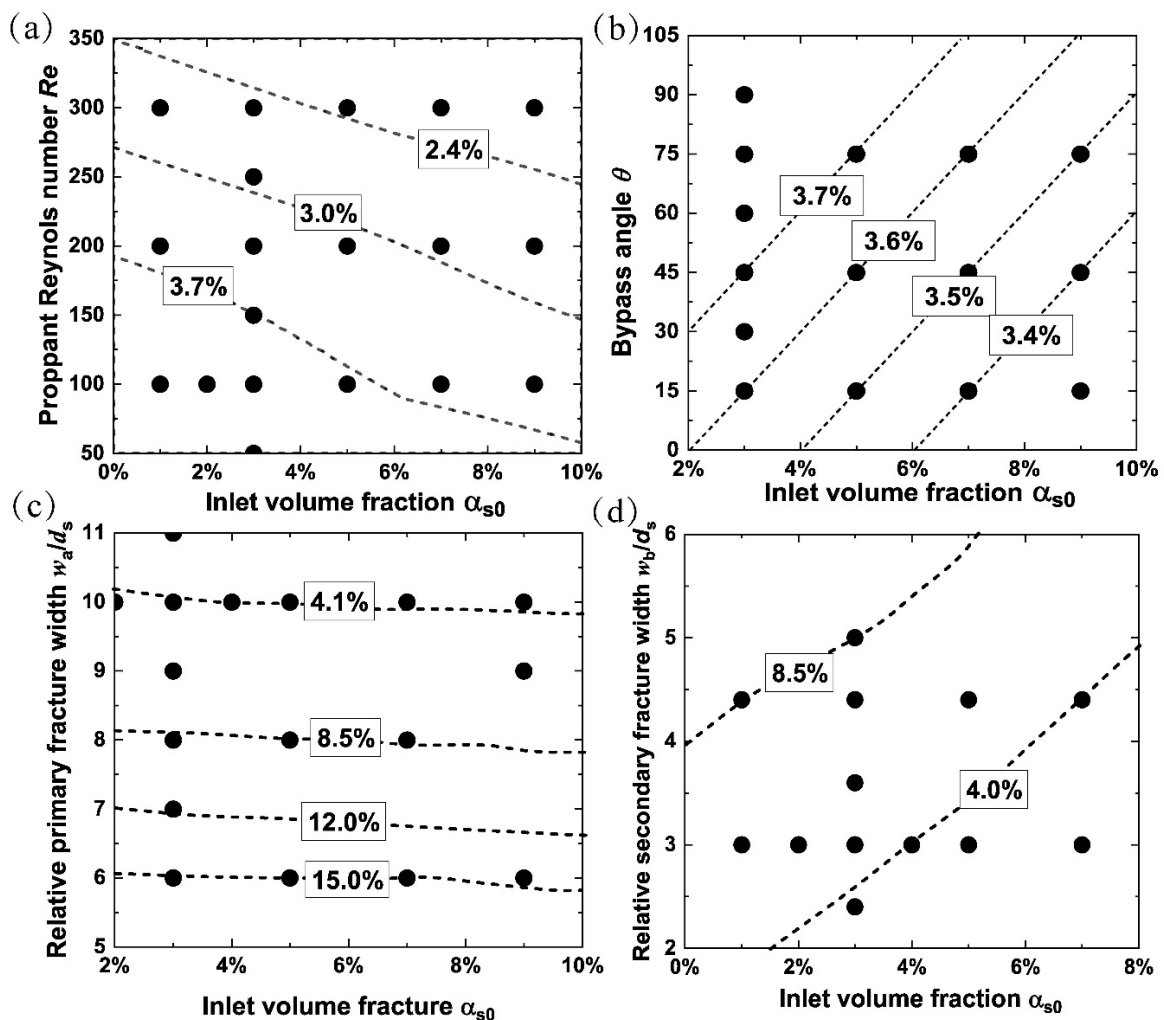 (a)
Proppant Reynols number Re
350
300
250
200
150
100
50
2.4%
3.0%
3.7%
0% 2% 4% 6% 8% 10%
Inlet volume fraction αs0
(b)
Bypass angle θ
105
90
75
60
45
30
15
0
3.7%
3.6%
3.5%
3.4%
2% 4% 6% 8% 10%
Inlet volume fraction αs0
(c)
Relative primary fracture width wa/ds
11
10
9
8
7
6
5
4.1%
8.5%
12.0%
15.0%
2% 4% 6% 8% 10%
Inlet volume fracture αs0
(d)
Relative secondary fracture width wb/ds
6
5
4
3
2
8.5%
4.0%
0% 2% 4% 6% 8%
Inlet volume fraction αs0